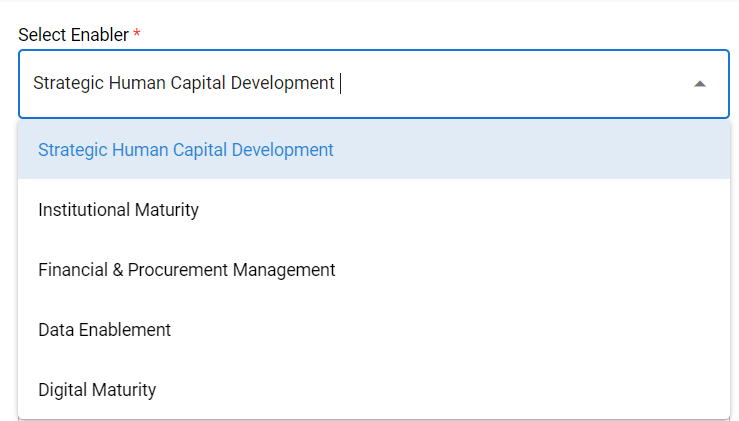 Select Enabler *
Strategic Human Capital Development
Strategic Human Capital Development
Institutional Maturity
Financial & Procurement Management
Data Enablement
Digital Maturity